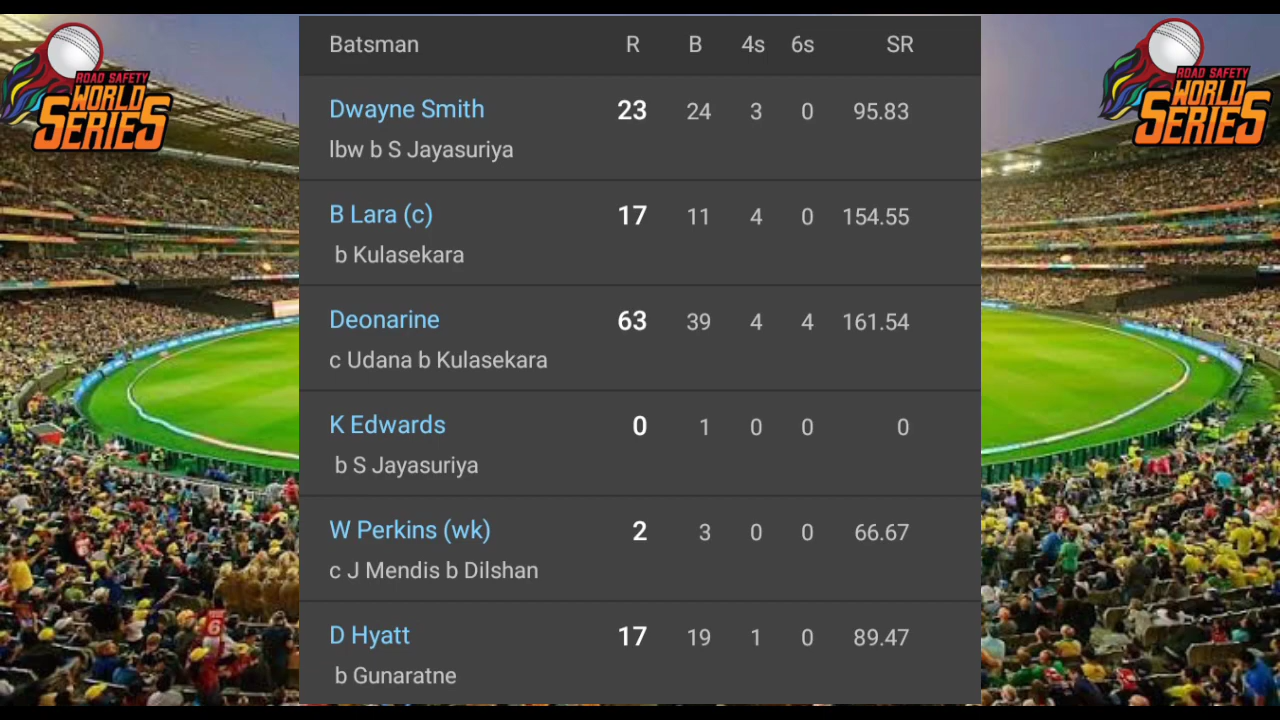 ROAD SAFETY
WORLD
SERIES
ROAD SAFETY
WORLD
SERIES
Batsman R B 4s 6s SR
Dwayne Smith 23 24 3 0 95.83
lbw b S Jayasuriya
B Lara (c) 17 11 4 0 154.55
b Kulasekara
Deonarine 63 39 4 4 161.54
c Udana b Kulasekara
K Edwards 0 1 0 0 0
b S Jayasuriya
W Perkins (wk) 2 3 0 0 66.67
c J Mendis b Dilshan
D Hyatt 17 19 1 0 89.47
b Gunaratne
6